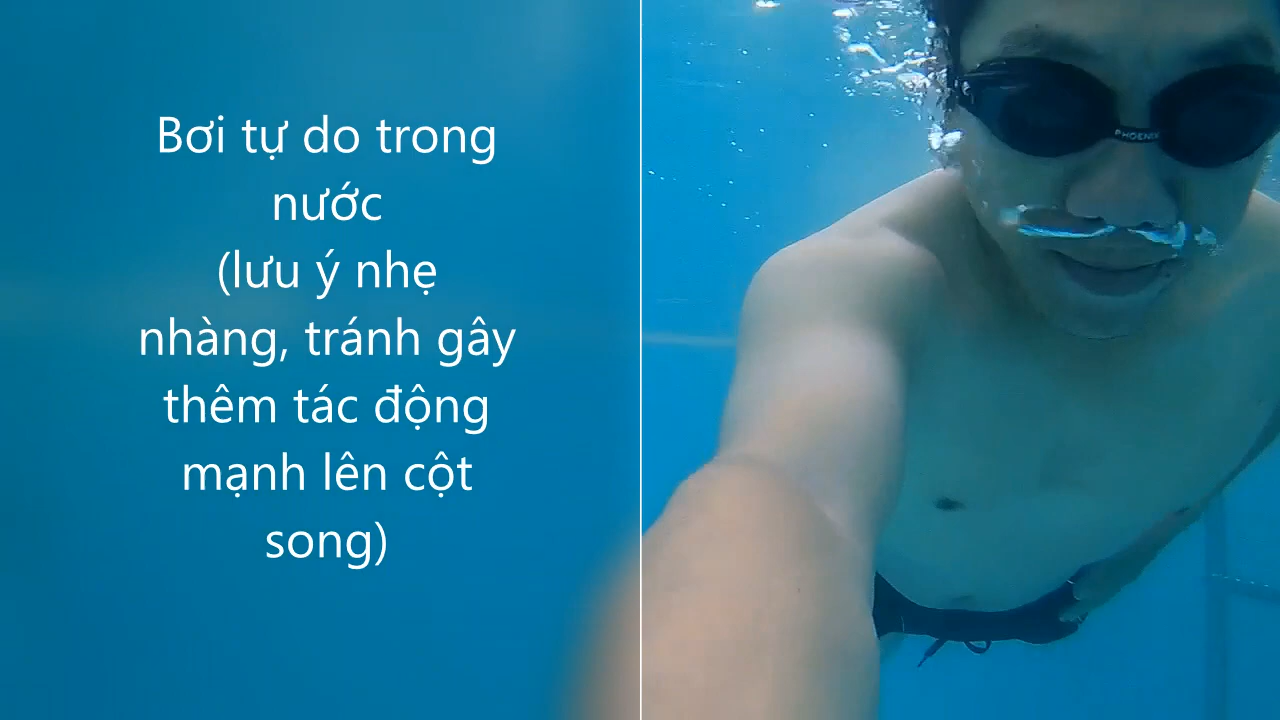 Bơi tự do trong
nước
(lưu ý nhẹ
nhàng, tránh gây
thêm tác động
mạnh lên cột
song)
PHOENIX